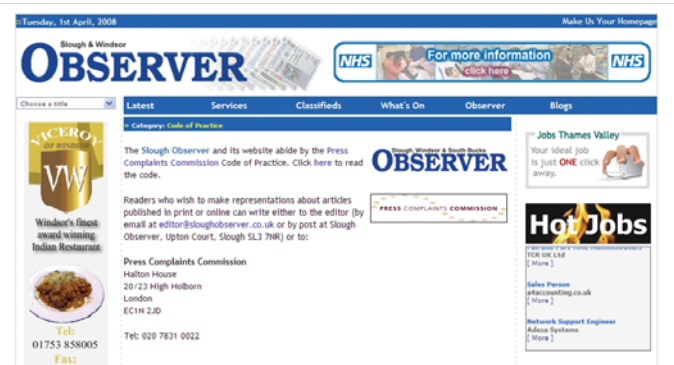 Tuesday, 1st April, 2008
Make Us Your Homepage
Slough & Windsor
OBSERVER
NHS
For more information
click here
NHS
Choose a title
Latest
Services
Classifieds
What's On
Observer
Blogs
VICEROY
OF WINDSOR
VW
Windsor's finest
award winning
Indian Restaurant
Tel:
01753 858005
Fax:
» Category: Code of Practice
The Slough Observer and its website abide by the Press
Complaints Commission Code of Practice. Click here to read
the code.
Readers who wish to make representations about articles
published in print or online can write either to the editor (by
email at editor@sloughobserver.co.uk or by post at Slough
Observer, Upton Court, Slough SL3 7NR) or to:
Press Complaints Commission
Halton House
20/23 High Holborn
London
EC1N 2JD
Tel: 020 7831 0022
Slough, Windsor & South Bucks
OBSERVER
PRESS COMPLAINTS COMMISSION
Jobs Thames Valley
Your ideal job
is just ONE click
away.
Hot Jobs
TCR UK Ltd
[ More ]
Sales Person
a4accounting.co.uk
[ More ]
Network Support Engineer
Adeza Systems
[ More ]